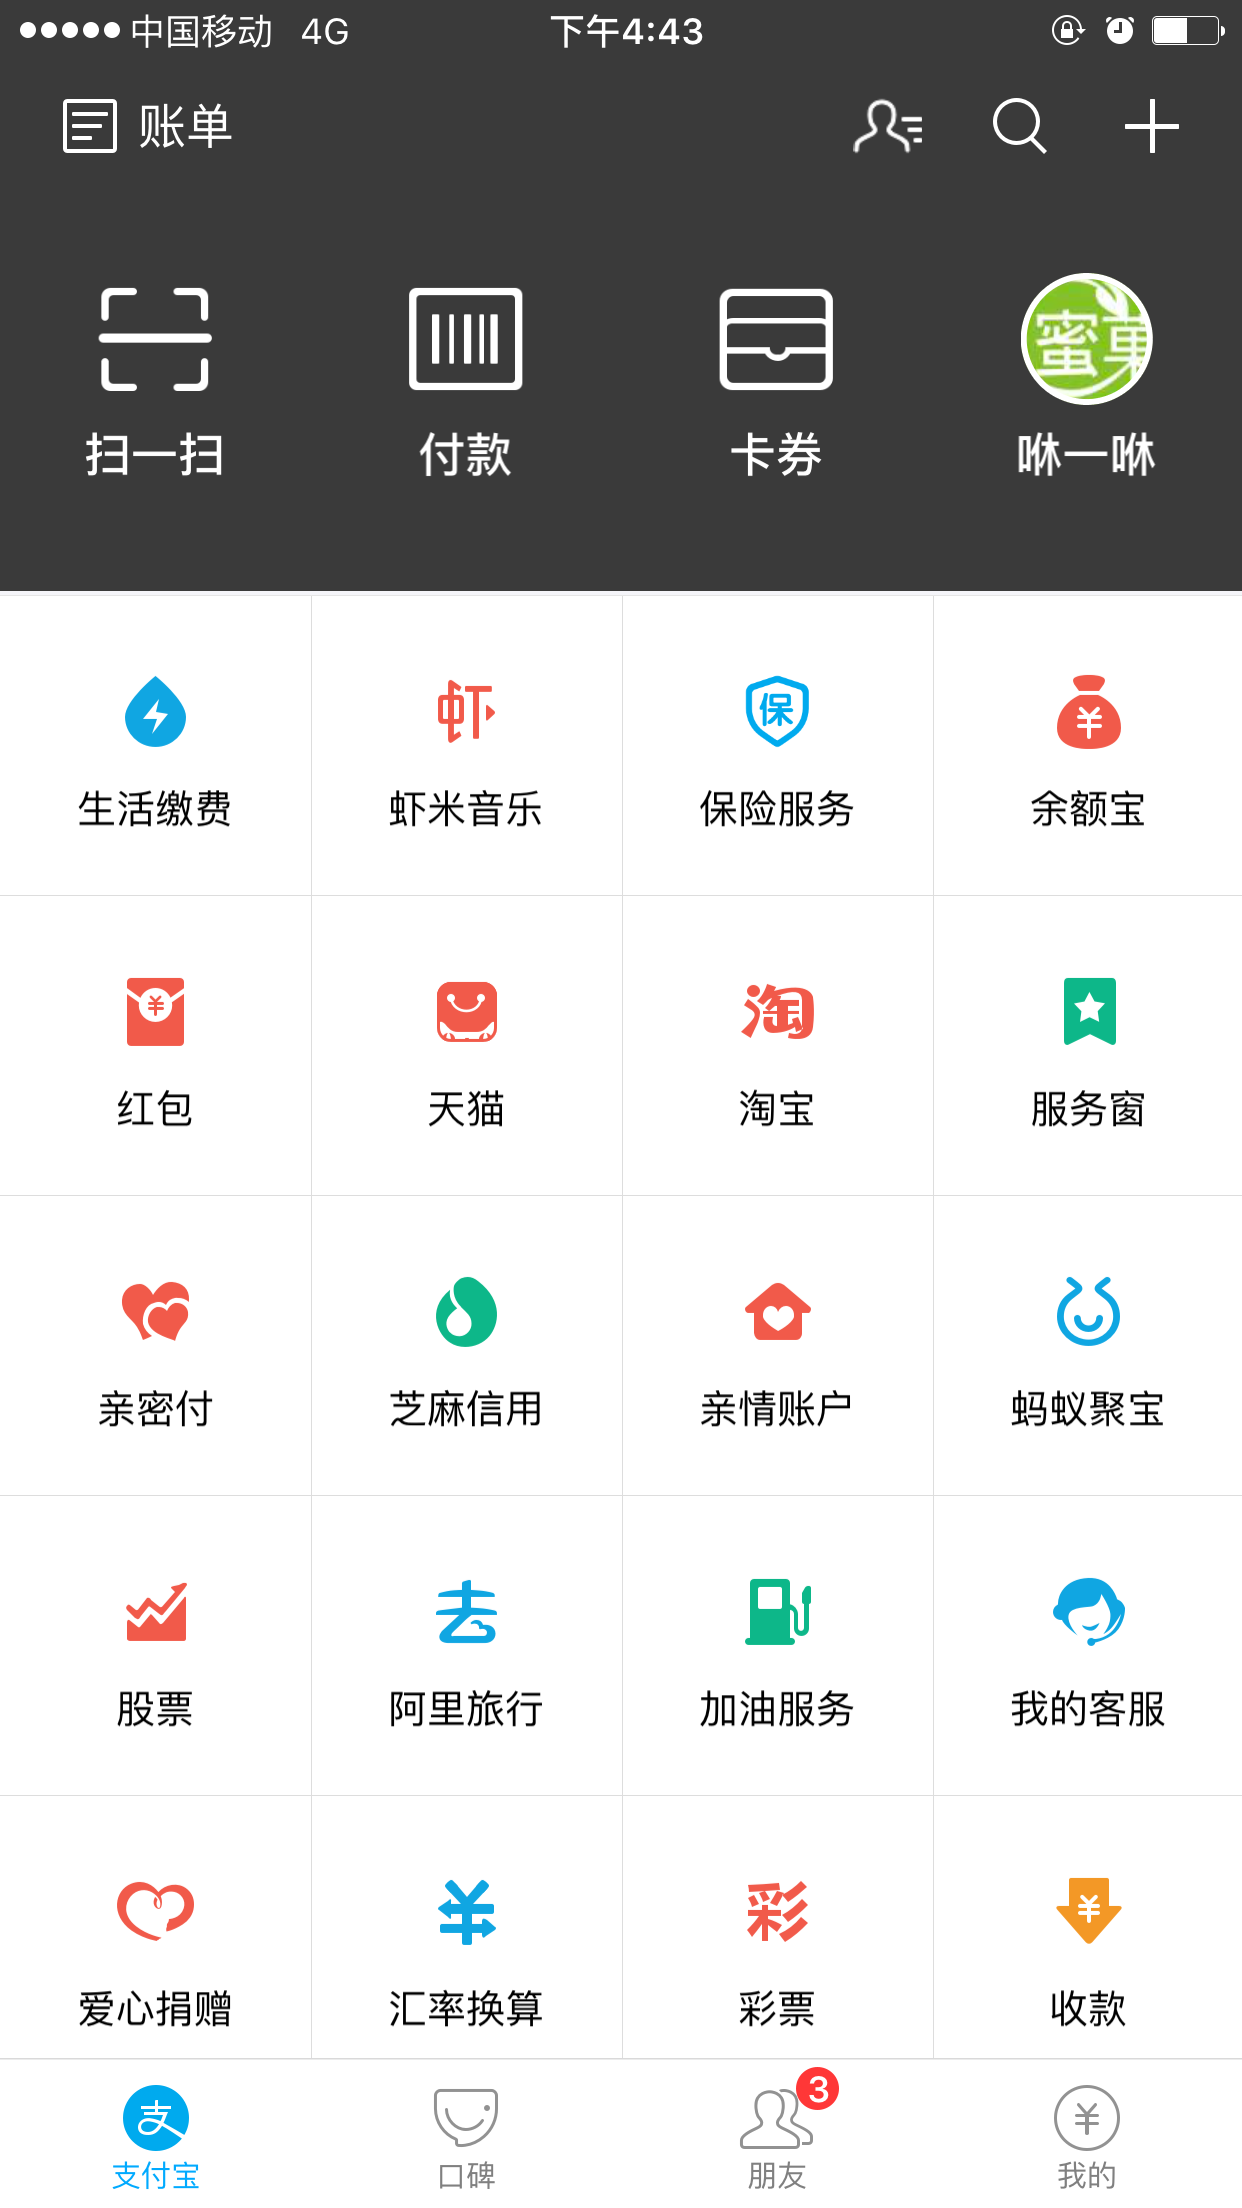 中国移动 4G 下午4:43
账单
蜜菓
扫一扫 付款 卡券 咻一咻
虾 保 ¥
生活缴费 虾米音乐 保险服务 余额宝
¥ 淘
红包 天猫 淘宝 服务窗
亲密付 芝麻信用 亲情账户 蚂蚁聚宝
去
股票 阿里旅行 加油服务 我的客服
¥ 彩 ¥
爱心捐赠 汇率换算 彩票 收款
支 3 ¥
支付宝 口碑 朋友 我的